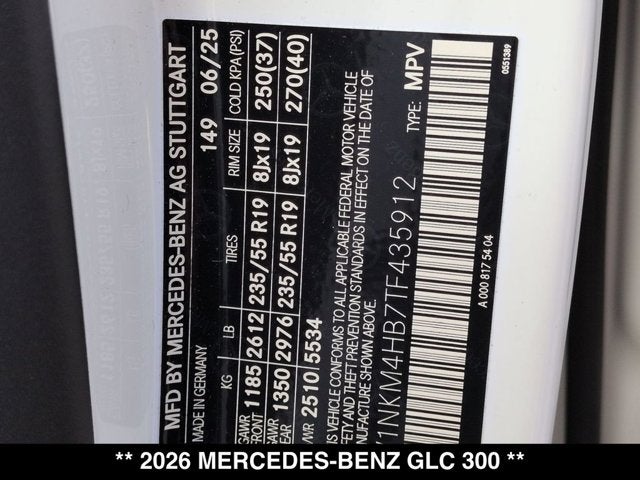 MFD BY MERCEDES-BENZ AG STUTTGART
MADE IN GERMANY 149 06/25
KG LB TIRES RIM SIZE COLD KPA (PSI)
GAWR FRONT 1185 2612 235/55 R19 8Jx19 250(37)
GAWR REAR 1350 2976 235/55 R19 8Jx19 270(40)
GVWR 2510 5534
THIS VEHICLE CONFORMS TO ALL APPLICABLE FEDERAL MOTOR VEHICLE
SAFETY AND THEFT PREVENTION STANDARDS IN EFFECT ON THE DATE OF
MANUFACTURE SHOWN ABOVE.
W1NKM4HB7TF435912 TYPE: MPV
A 000 817 54 04
0551389
** 2026 MERCEDES-BENZ GLC 300 **